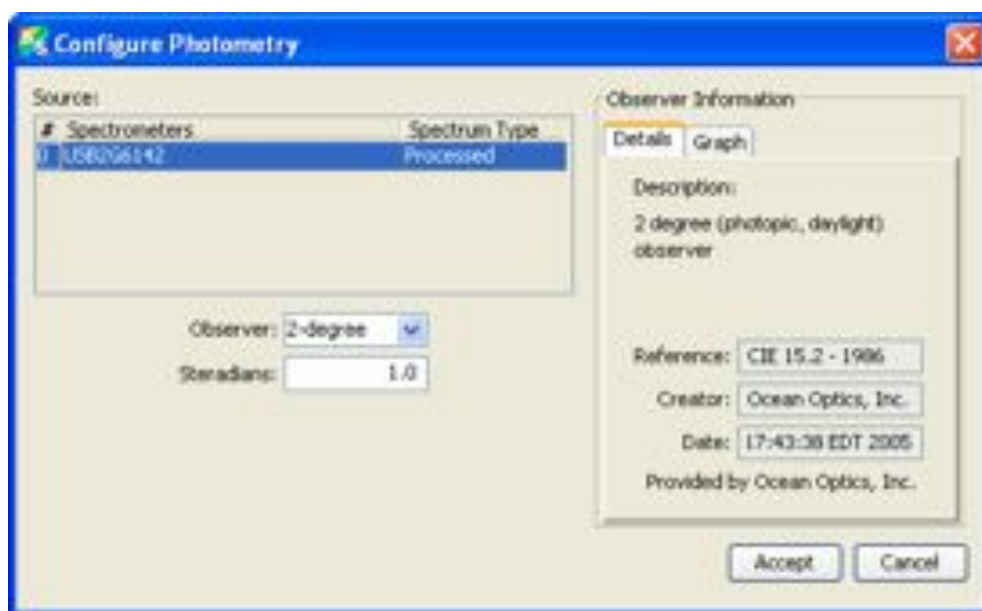 Configure Photometry
Source:
# Spectrometers Spectrum Type
0 USB2G6142 Processed
Observer: 2-degree
Steradians: 1.0
Observer Information
Details Graph
Description:
2 degree (photopic, daylight)
observer
Reference: CIE 15.2 - 1986
Creator: Ocean Optics, Inc.
Date: 17:43:38 EDT 2005
Provided by Ocean Optics, Inc.
Accept Cancel